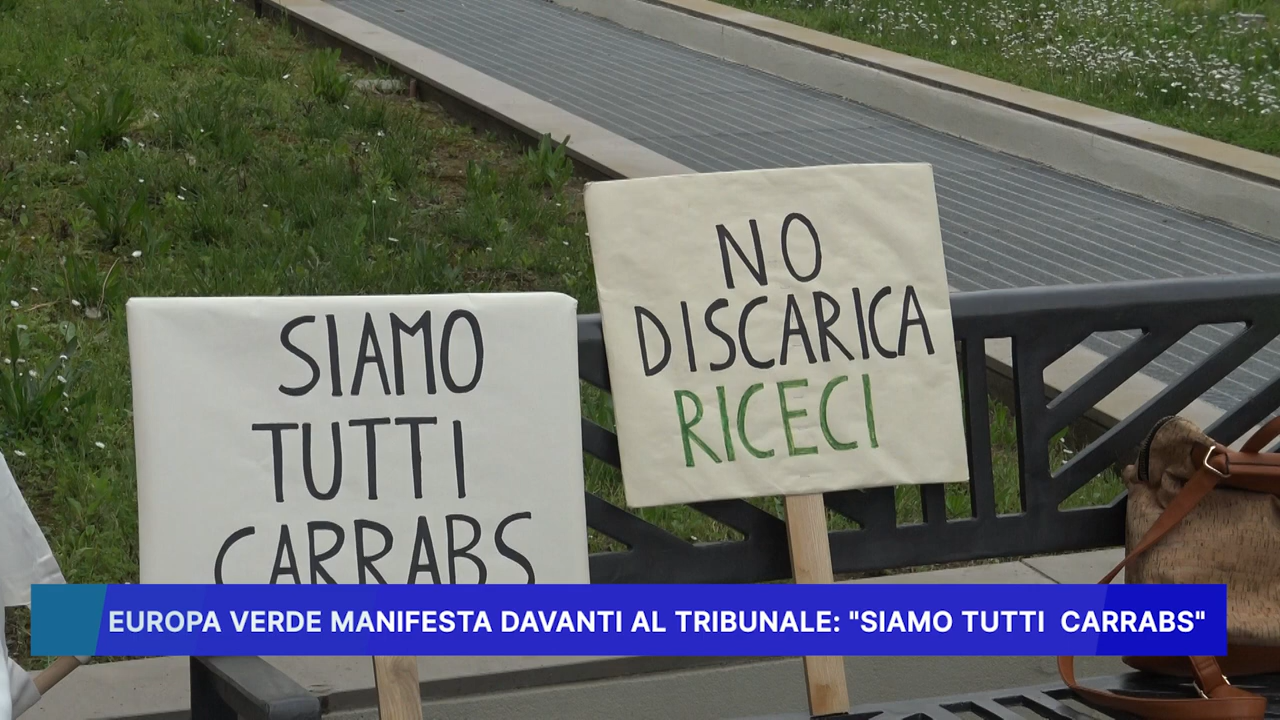 SIAMO
TUTTI
CARRABS
NO
DISCARICA
RICECI
EUROPA VERDE MANIFESTA DAVANTI AL TRIBUNALE: "SIAMO TUTTI  CARRABS"